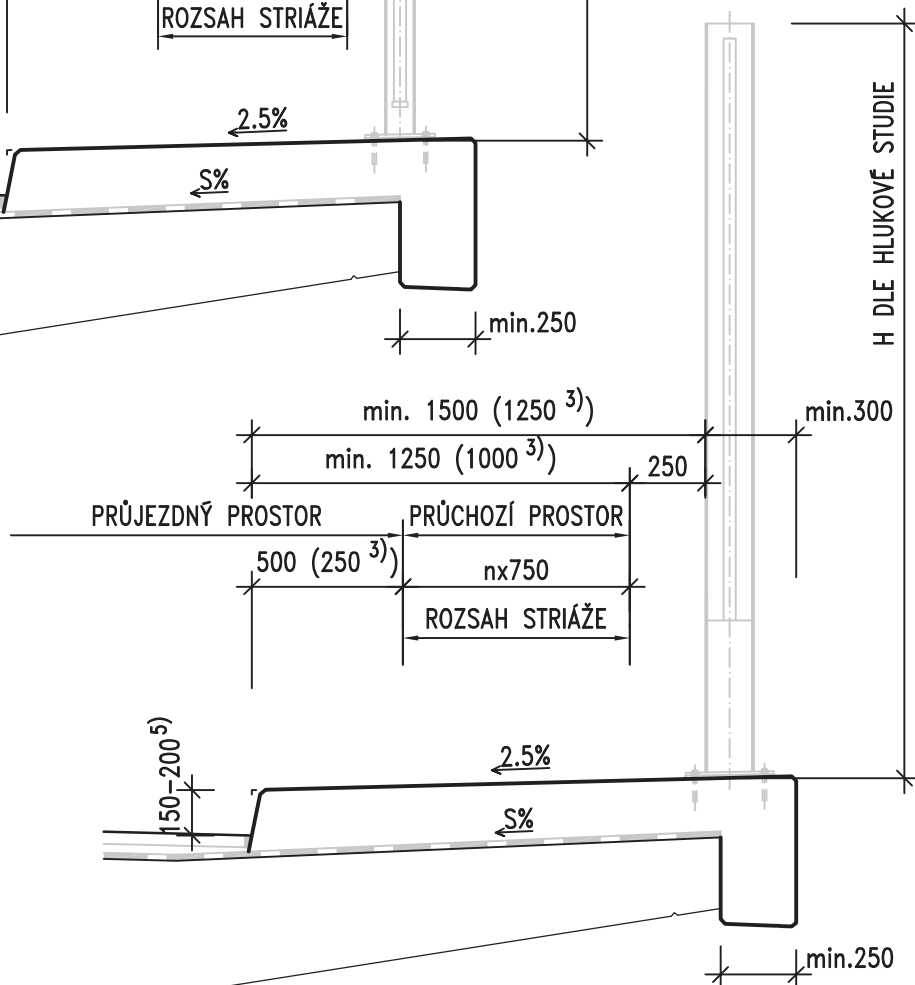 ROZSAH STRIÁŽE
2.5%
S%
min.250
H DLE HLUKOVÉ STUDIE
min. 1500 (1250 3))
min.300
min. 1250 (1000 3))
250
PRŮJEZDNÝ PROSTOR
PRŮCHOZÍ PROSTOR
500 (250 3))
nx750
ROZSAH STRIÁŽE
150-200 5)
2.5%
S%
min.250